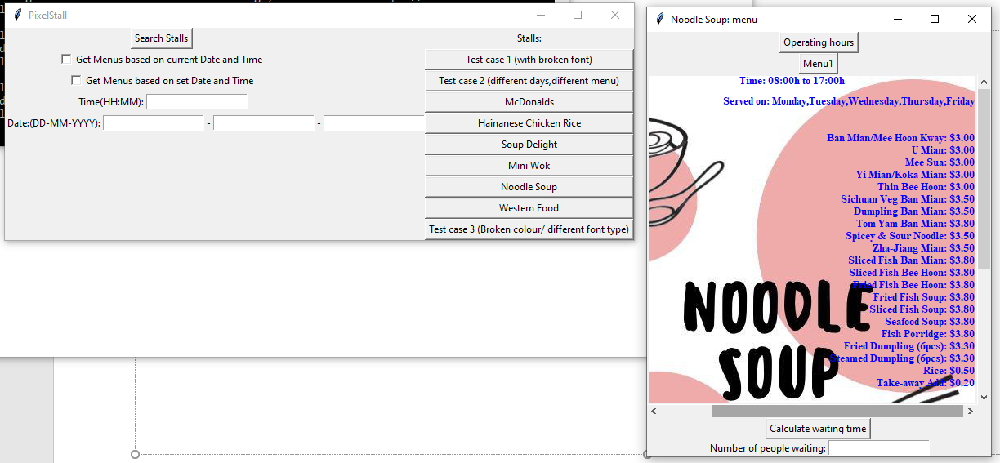 PixelStall
Search Stalls
Get Menus based on current Date and Time
Get Menus based on set Date and Time
Time(HH:MM):
Date:(DD-MM-YYYY): - -
Stalls:
Test case 1 (with broken font)
Test case 2 (different days,different menu)
McDonalds
Hainanese Chicken Rice
Soup Delight
Mini Wok
Noodle Soup
Western Food
Test case 3 (Broken colour/ different font type)
Noodle Soup: menu
Operating hours
Menu1
Time: 08:00h to 17:00h
Served on: Monday,Tuesday,Wednesday,Thursday,Friday
Ban Mian/Mee Hoon Kway: $3.00
U Mian: $3.00
Mee Sua: $3.00
Yi Mian/Koka Mian: $3.00
Thin Bee Hoon: $3.00
Sichuan Veg Ban Mian: $3.50
Dumpling Ban Mian: $3.50
Tom Yam Ban Mian: $3.80
Spicey & Sour Noodle: $3.50
Zha-Jiang Mian: $3.50
Sliced Fish Ban Mian: $3.80
Sliced Fish Bee Hoon: $3.80
Fried Fish Bee Hoon: $3.80
Fried Fish Soup: $3.80
Sliced Fish Soup: $3.80
Seafood Soup: $3.80
Fish Porridge: $3.80
Fried Dumpling (6pcs): $3.30
Steamed Dumpling (6pcs): $3.30
Rice: $0.50
Take-away Add: $0.20
NOODLE
SOUP
Calculate waiting time
Number of people waiting: